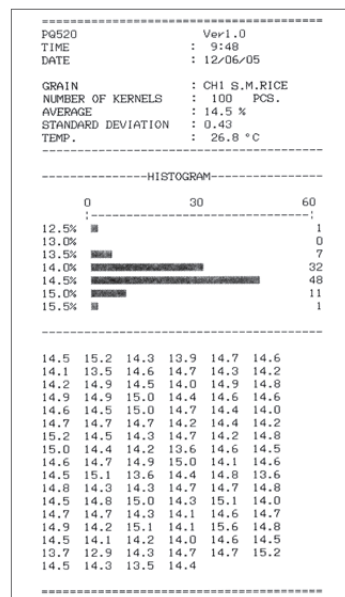 PQ520 Ver1.0
TIME : 9:48
DATE : 12/06/05
GRAIN : CH1 S.M.RICE
NUMBER OF KERNELS : 100 PCS.
AVERAGE : 14.5 %
STANDARD DEVIATION : 0.43
TEMP. : 26.8 °C
HISTOGRAM
0 30 60
12.5% 1
13.0% 0
13.5% 7
14.0% 32
14.5% 48
15.0% 11
15.5% 1
14.5 15.2 14.3 13.9 14.7 14.6
14.1 13.5 14.6 14.7 14.3 14.2
14.2 14.9 14.5 14.0 14.9 14.8
14.9 14.9 15.0 14.4 14.6 14.6
14.6 14.5 15.0 14.7 14.4 14.0
14.7 14.7 14.7 14.2 14.4 14.2
15.2 14.5 14.3 14.7 14.2 14.8
15.0 14.4 14.2 13.6 14.6 14.5
14.6 14.7 14.9 15.0 14.1 14.6
14.5 15.1 13.6 14.4 14.8 13.6
14.8 14.3 14.3 14.7 14.7 14.8
14.5 14.8 15.0 14.3 15.1 14.0
14.7 14.7 14.3 14.1 14.6 14.7
14.9 14.2 15.1 14.1 15.6 14.8
14.5 14.1 14.2 14.0 14.6 14.5
13.7 12.9 14.3 14.7 14.7 15.2
14.5 14.3 13.5 14.4